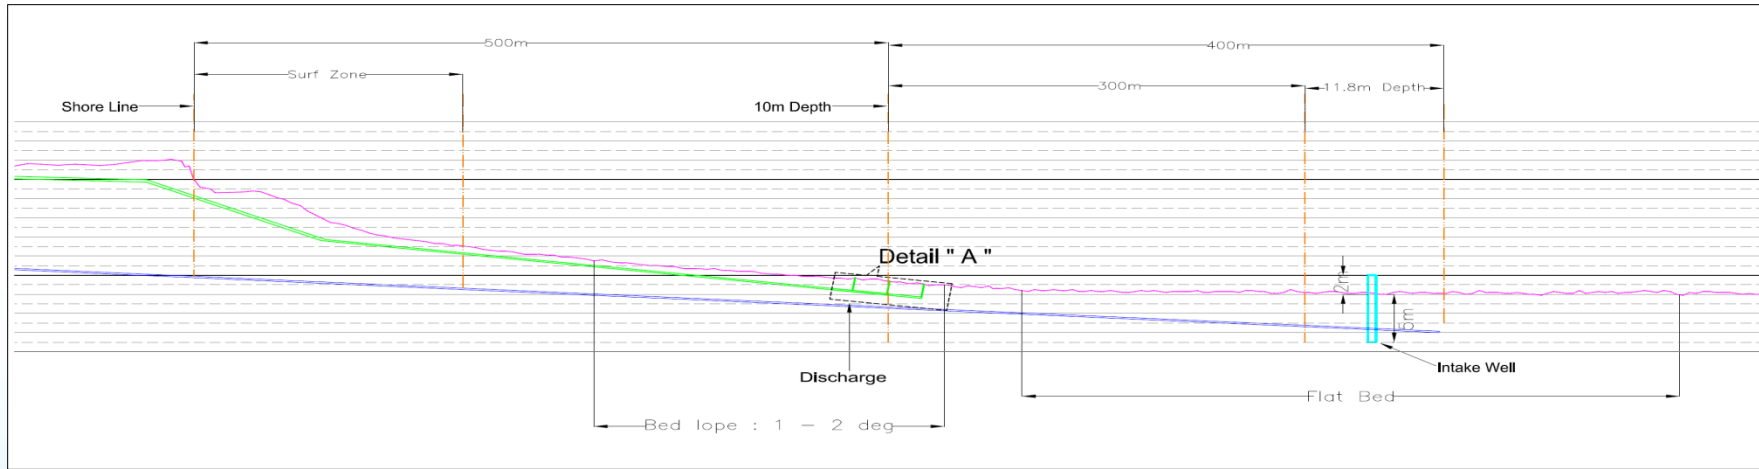 500m
400m
Surf Zone
300m
11.8m Depth
Shore Line
10m Depth
Detail " A "
2m
5m
Discharge
Intake Well
Flat Bed
Bed lope : 1 - 2 deg